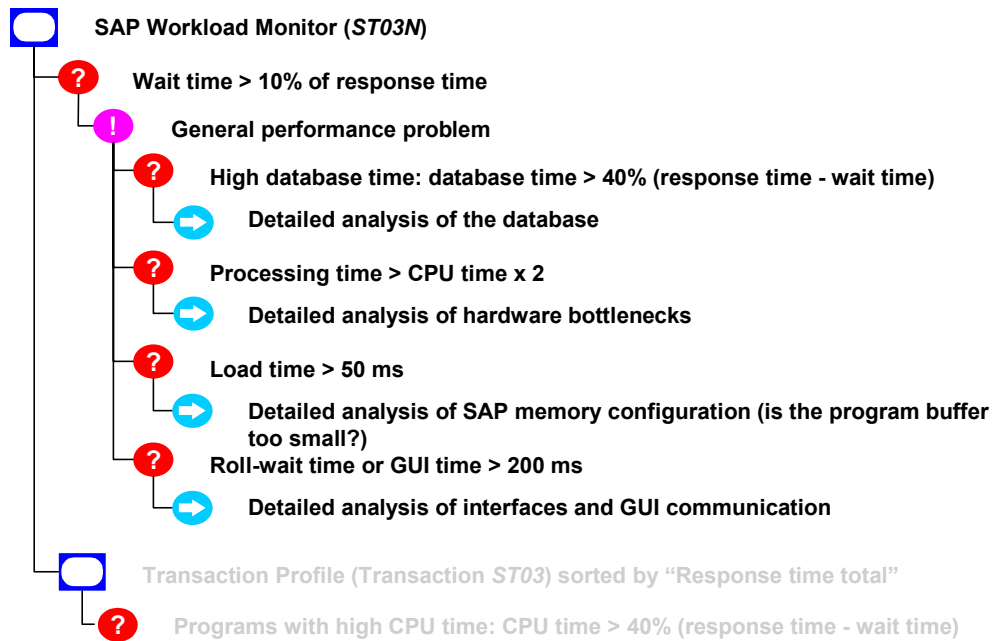 SAP Workload Monitor (ST03N)
?
Wait time > 10% of response time
!
General performance problem
?
High database time: database time > 40% (response time - wait time)
Detailed analysis of the database
?
Processing time > CPU time x 2
Detailed analysis of hardware bottlenecks
?
Load time > 50 ms
Detailed analysis of SAP memory configuration (is the program buffer
too small?)
?
Roll-wait time or GUI time > 200 ms
Detailed analysis of interfaces and GUI communication
Transaction Profile (Transaction ST03) sorted by “Response time total”
?
Programs with high CPU time: CPU time > 40% (response time - wait time)